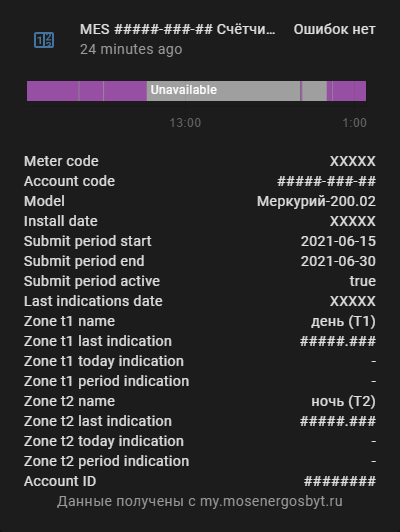 MES #####-###-## Счётчи... Ошибок нет
24 minutes ago
Unavailable
13:00 1:00
Meter code XXXXX
Account code #####-###-##
Model Меркурий-200.02
Install date XXXXX
Submit period start 2021-06-15
Submit period end 2021-06-30
Submit period active true
Last indications date XXXXX
Zone t1 name день (Т1)
Zone t1 last indication #####.###
Zone t1 today indication -
Zone t1 period indication -
Zone t2 name ночь (Т2)
Zone t2 last indication #####.###
Zone t2 today indication -
Zone t2 period indication -
Account ID ########
Данные получены с my.mosenergosbyt.ru